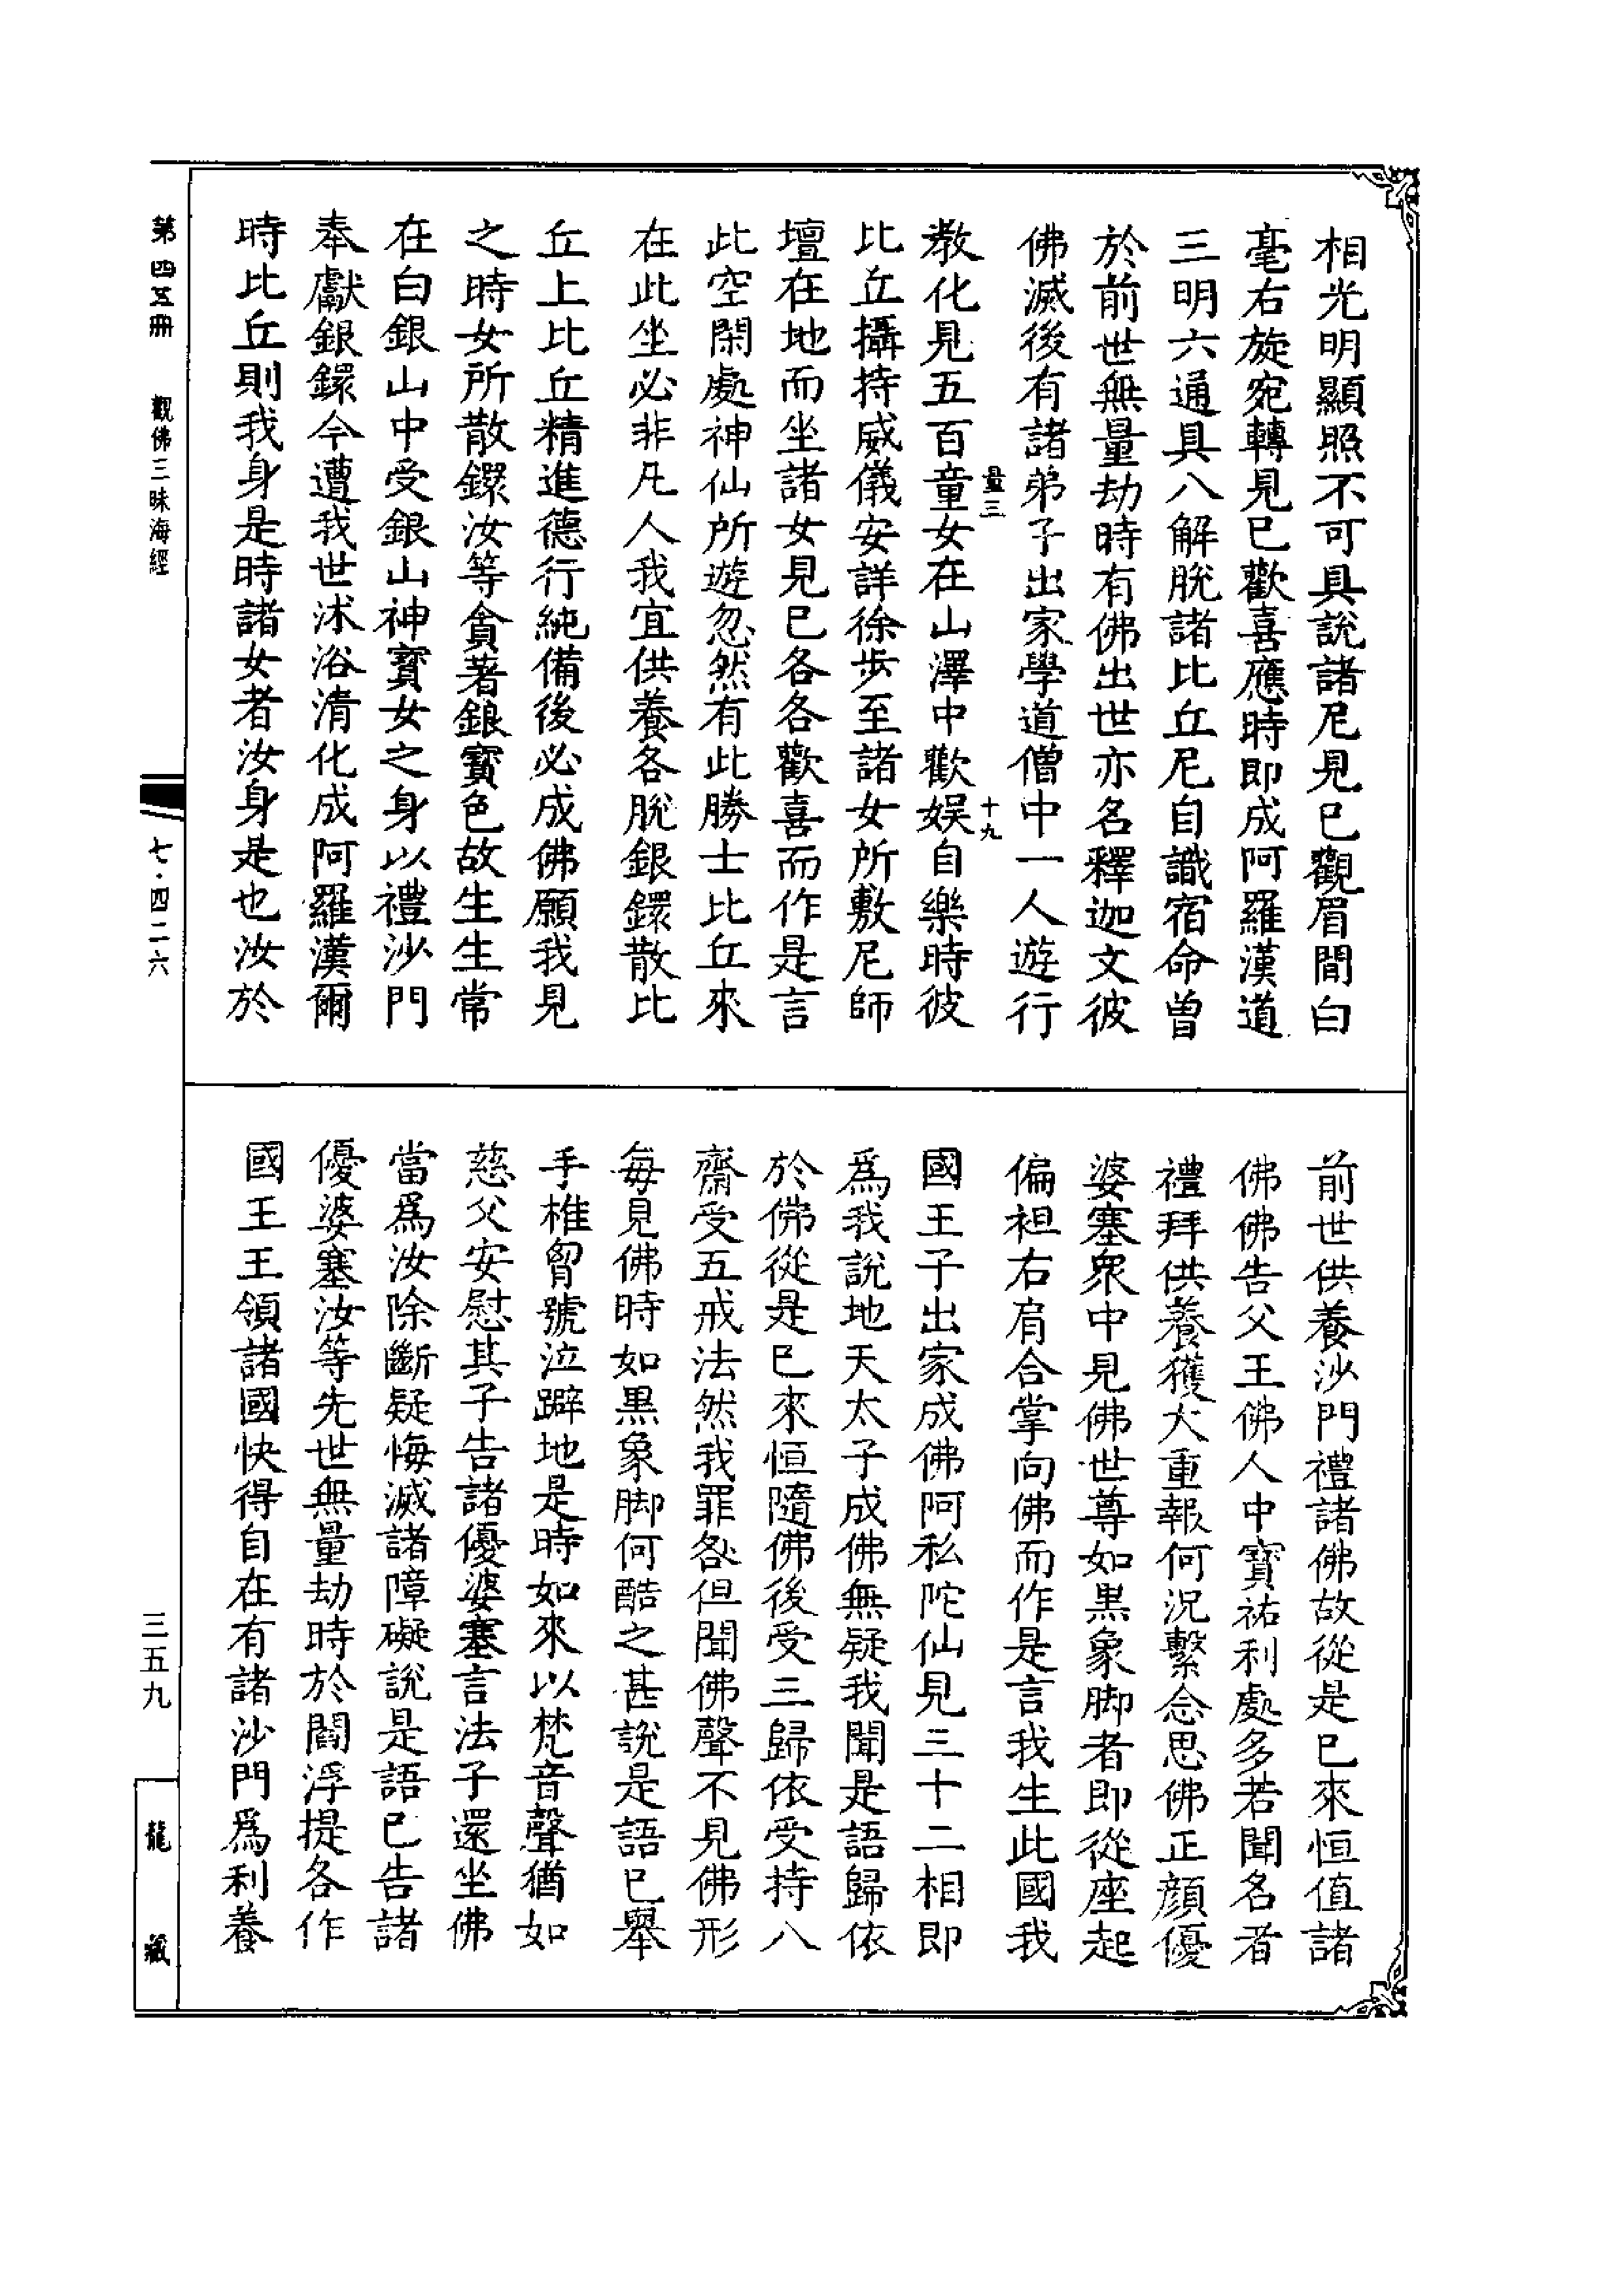 相光明顯照不可具說諸尼見已觀眉間白
毫右旋宛轉見已歡喜應時即成阿羅漢道
三明六通具八解脫諸比丘尼自識宿命曾
於前世無量劫時有佛出世亦名釋迦文彼
佛滅後有諸弟子出家學道僧中一人遊行
量三
十九
教化見五百童女在山澤中歡娛自樂時彼
比丘攝持威儀安詳徐步至諸女所敷尼師
壇在地而坐諸女見已各各歡喜而作是言
此空閑處神仙所遊忽然有此勝士比丘來
在此坐必非凡人我宜供養各脫銀鐶散比
丘上比丘精進德行純備後必成佛願我見
之時女所散鐶汝等貪著銀寶色故生生常
在白銀山中受銀山神寶女之身以禮沙門
奉獻銀鐶今遭我世沐浴清化成阿羅漢爾
時比丘則我身是時諸女者汝身是也汝於
前世供養沙門禮諸佛故從是已來恒值諸
佛佛告父王佛人中寶祐利處多若聞名者
禮拜供養獲大重報何況繫念思佛正顏優
婆塞眾中見佛世尊如黑象脚者即從座起
偏袒右肩合掌向佛而作是言我生此國我
國王子出家成佛阿私陀仙見三十二相即
為我說地天太子成佛無疑我聞是語歸依
於佛從是已來恒隨佛後受三歸依受持八
齋受五戒法然我罪咎但聞佛聲不見佛形
每見佛時如黑象脚何酷之甚說是語已舉
手椎胷號泣躃地是時如來以梵音聲猶如
慈父安慰其子告諸優婆塞言法子還坐佛
當為汝除斷疑悔滅諸障礙說是語已告諸
優婆塞汝等先世無量劫時於閻浮提各作
國王王領諸國快得自在有諸沙門為利養
第四五冊
觀佛三昧海經
七·四二六
三五九
龍藏